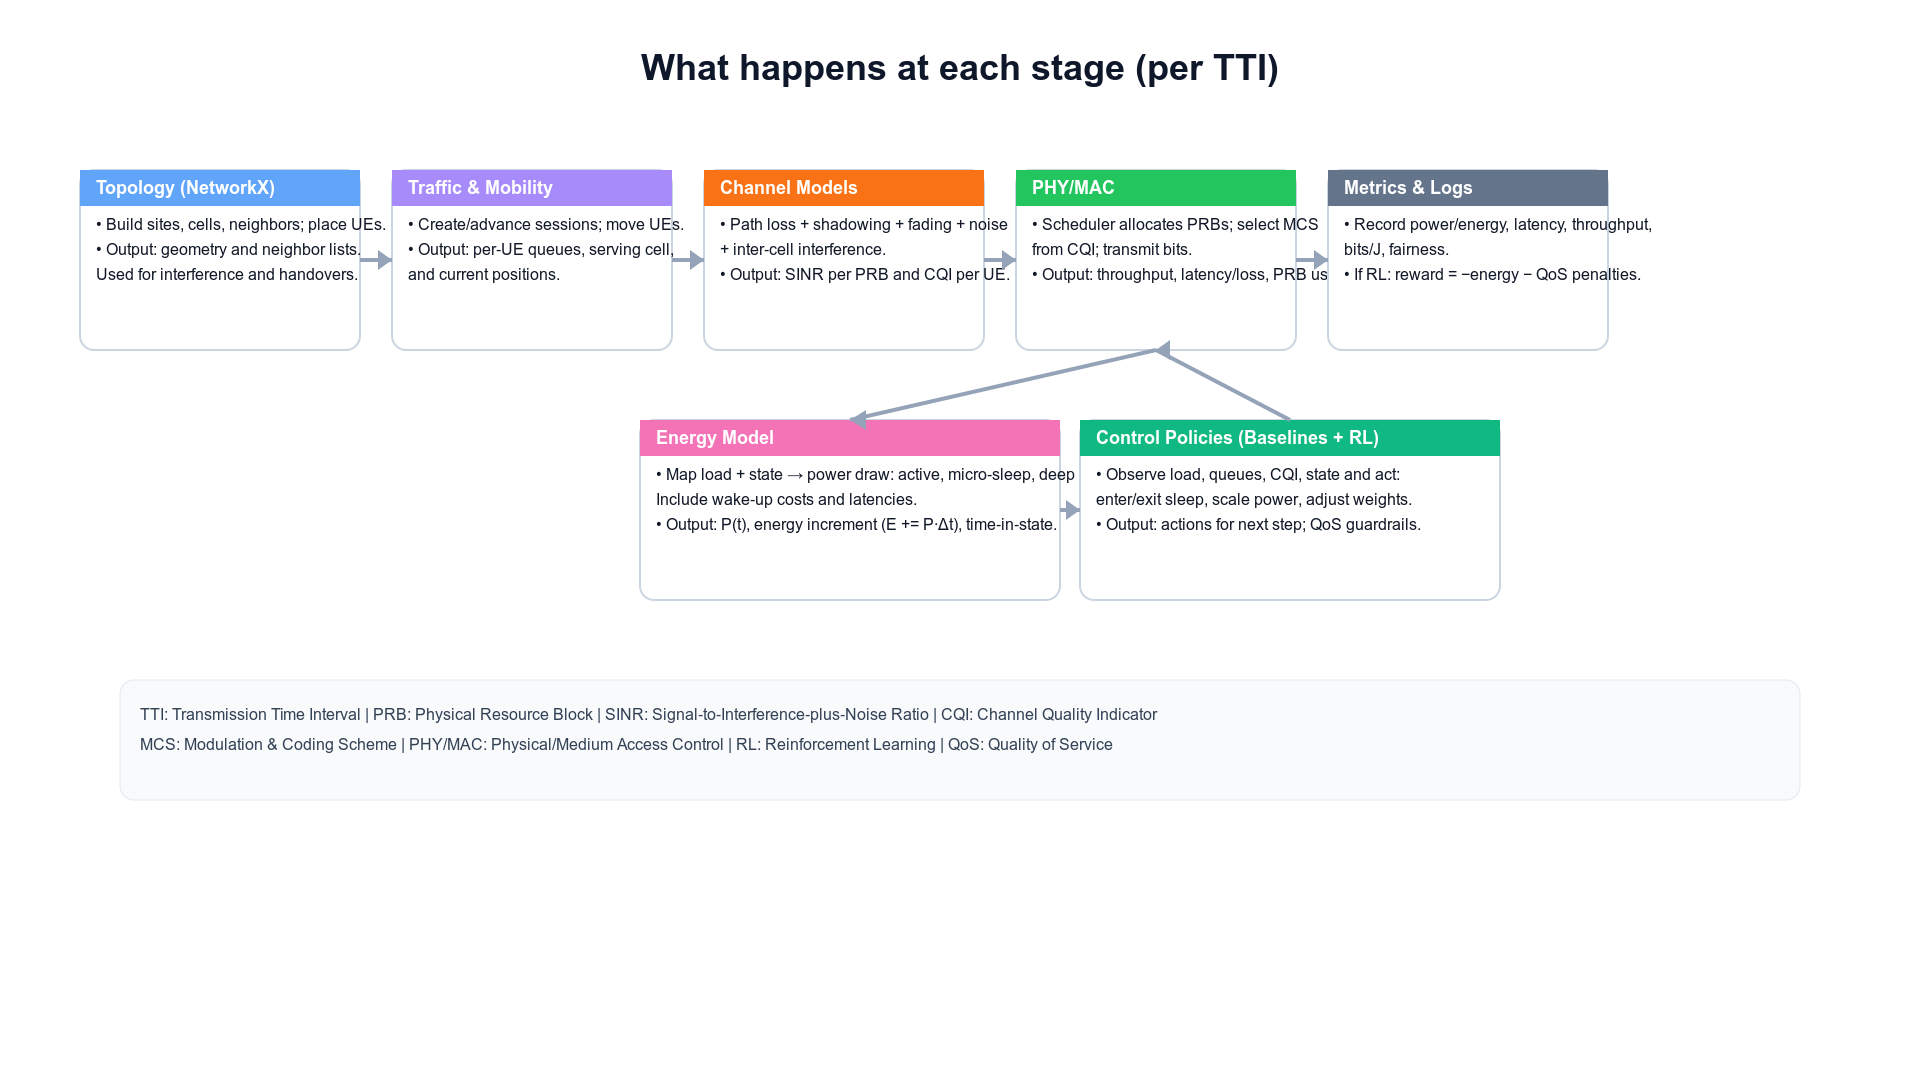 What happens at each stage (per TTI)
Topology (NetworkX)
• Build sites, cells, neighbors; place UEs.
• Output: geometry and neighbor lists.
Used for interference and handovers.
Traffic & Mobility
• Create/advance sessions; move UEs.
• Output: per-UE queues, serving cell,
and current positions.
Channel Models
• Path loss + shadowing + fading + noise
+ inter-cell interference.
• Output: SINR per PRB and CQI per UE.
PHY/MAC
• Scheduler allocates PRBs; select MCS
from CQI; transmit bits.
• Output: throughput, latency/loss, PRB us
Metrics & Logs
• Record power/energy, latency, throughput,
bits/J, fairness.
• If RL: reward = −energy − QoS penalties.
Energy Model
• Map load + state → power draw: active, micro-sleep, deep
Include wake-up costs and latencies.
• Output: P(t), energy increment (E += P·Δt), time-in-state.
Control Policies (Baselines + RL)
• Observe load, queues, CQI, state and act:
enter/exit sleep, scale power, adjust weights.
• Output: actions for next step; QoS guardrails.
TTI: Transmission Time Interval | PRB: Physical Resource Block | SINR: Signal-to-Interference-plus-Noise Ratio | CQI: Channel Quality Indicator
MCS: Modulation & Coding Scheme | PHY/MAC: Physical/Medium Access Control | RL: Reinforcement Learning | QoS: Quality of Service